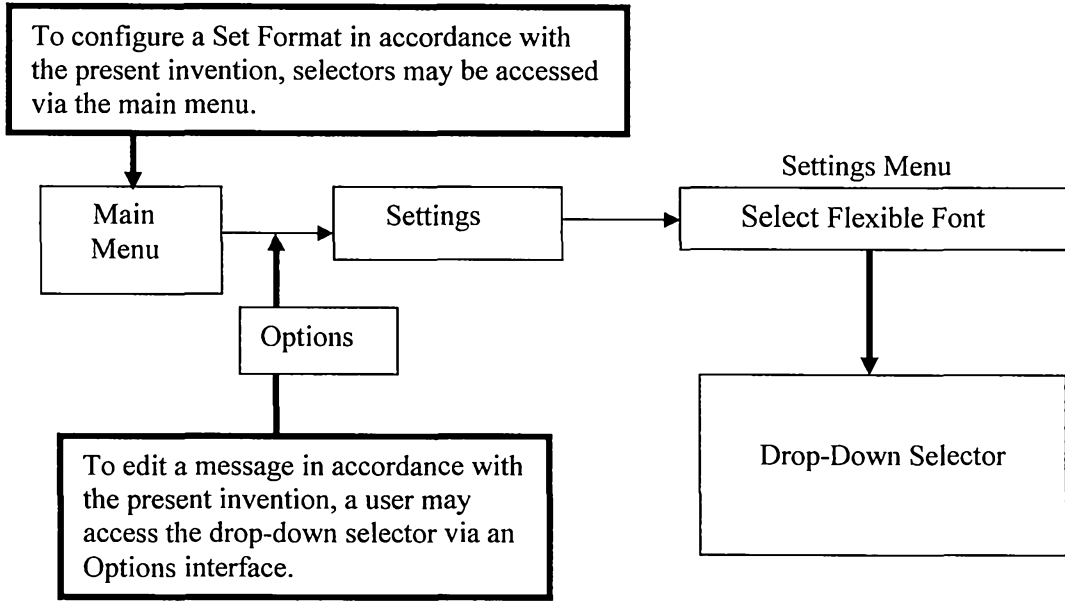 To configure a Set Format in accordance with
the present invention, selectors may be accessed
via the main menu.
Main
Menu
Settings
Settings Menu
Select Flexible Font
Options
Drop-Down Selector
To edit a message in accordance with
the present invention, a user may
access the drop-down selector via an
Options interface.